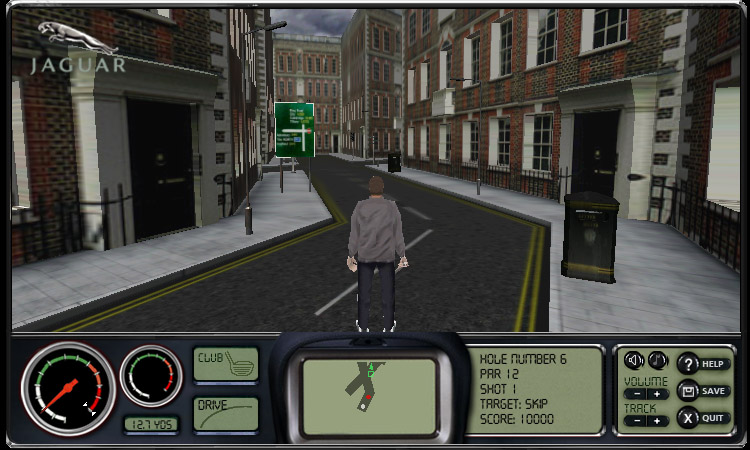 JAGUAR
CLUB
DRIVE
12.7 YDS
HOLE NUMBER 6
PAR 12
SHOT 1
TARGET: SKIP
SCORE: 10000
VOLUME
- +
TRACK
- +
? HELP
SAVE
X QUIT